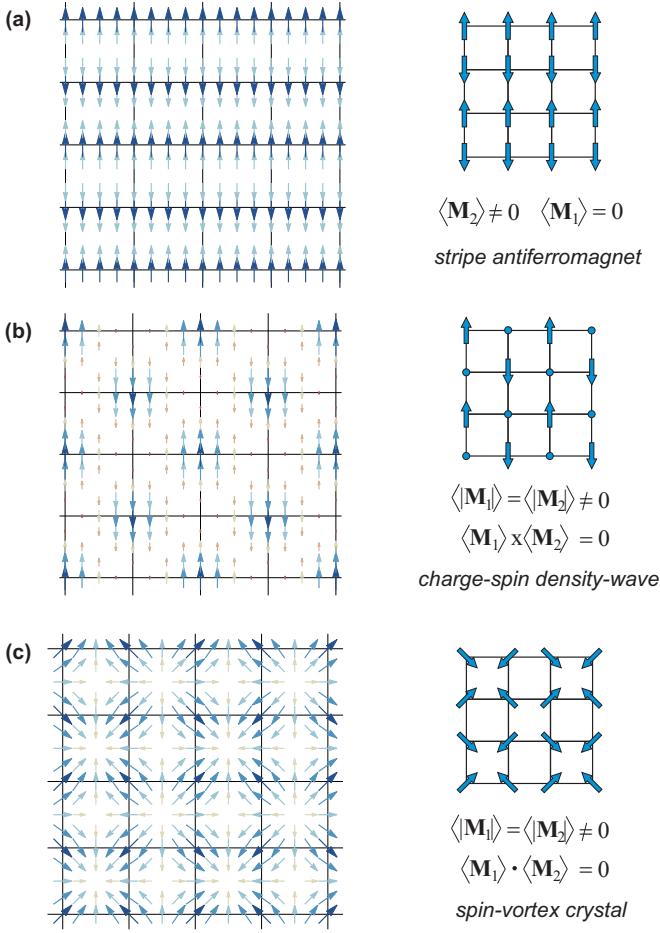 (a)
⟨M₂⟩ ≠ 0 ⟨M₁⟩ = 0
stripe antiferromagnet
(b)
⟨|M₁|⟩ = ⟨|M₂|⟩ ≠ 0
⟨M₁⟩ x ⟨M₂⟩ = 0
charge-spin density-wave
(c)
⟨|M₁|⟩ = ⟨|M₂|⟩ ≠ 0
⟨M₁⟩ · ⟨M₂⟩ = 0
spin-vortex crystal